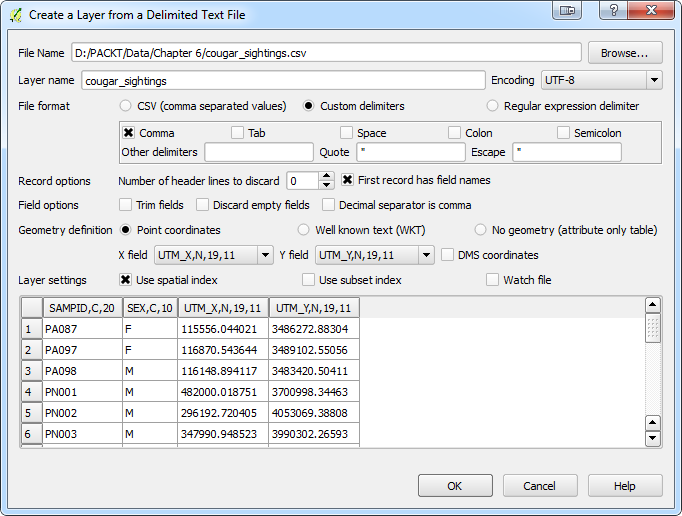 Create a Layer from a Delimited Text File
File Name D:/PACKT/Data/Chapter 6/cougar_sightings.csv Browse...
Layer name cougar_sightings Encoding UTF-8
File format CSV (comma separated values) Custom delimiters Regular expression delimiter
Comma Tab Space Colon Semicolon
Other delimiters Quote " Escape "
Record options Number of header lines to discard 0 First record has field names
Field options Trim fields Discard empty fields Decimal separator is comma
Geometry definition Point coordinates Well known text (WKT) No geometry (attribute only table)
X field UTM_X,N,19,11 Y field UTM_Y,N,19,11 DMS coordinates
Layer settings Use spatial index Use subset index Watch file
SAMPID,C,20 SEX,C,10 UTM_X,N,19,11 UTM_Y,N,19,11
1 PA087 F 115556.044021 3486272.88304
2 PA097 F 116870.543644 3489102.55056
3 PA098 M 116148.894117 3483420.50411
4 PN001 M 482000.018751 3700998.34463
5 PN002 M 296192.720405 4053069.38808
6 PN003 M 347990.948523 3990302.26593
OK Cancel Help